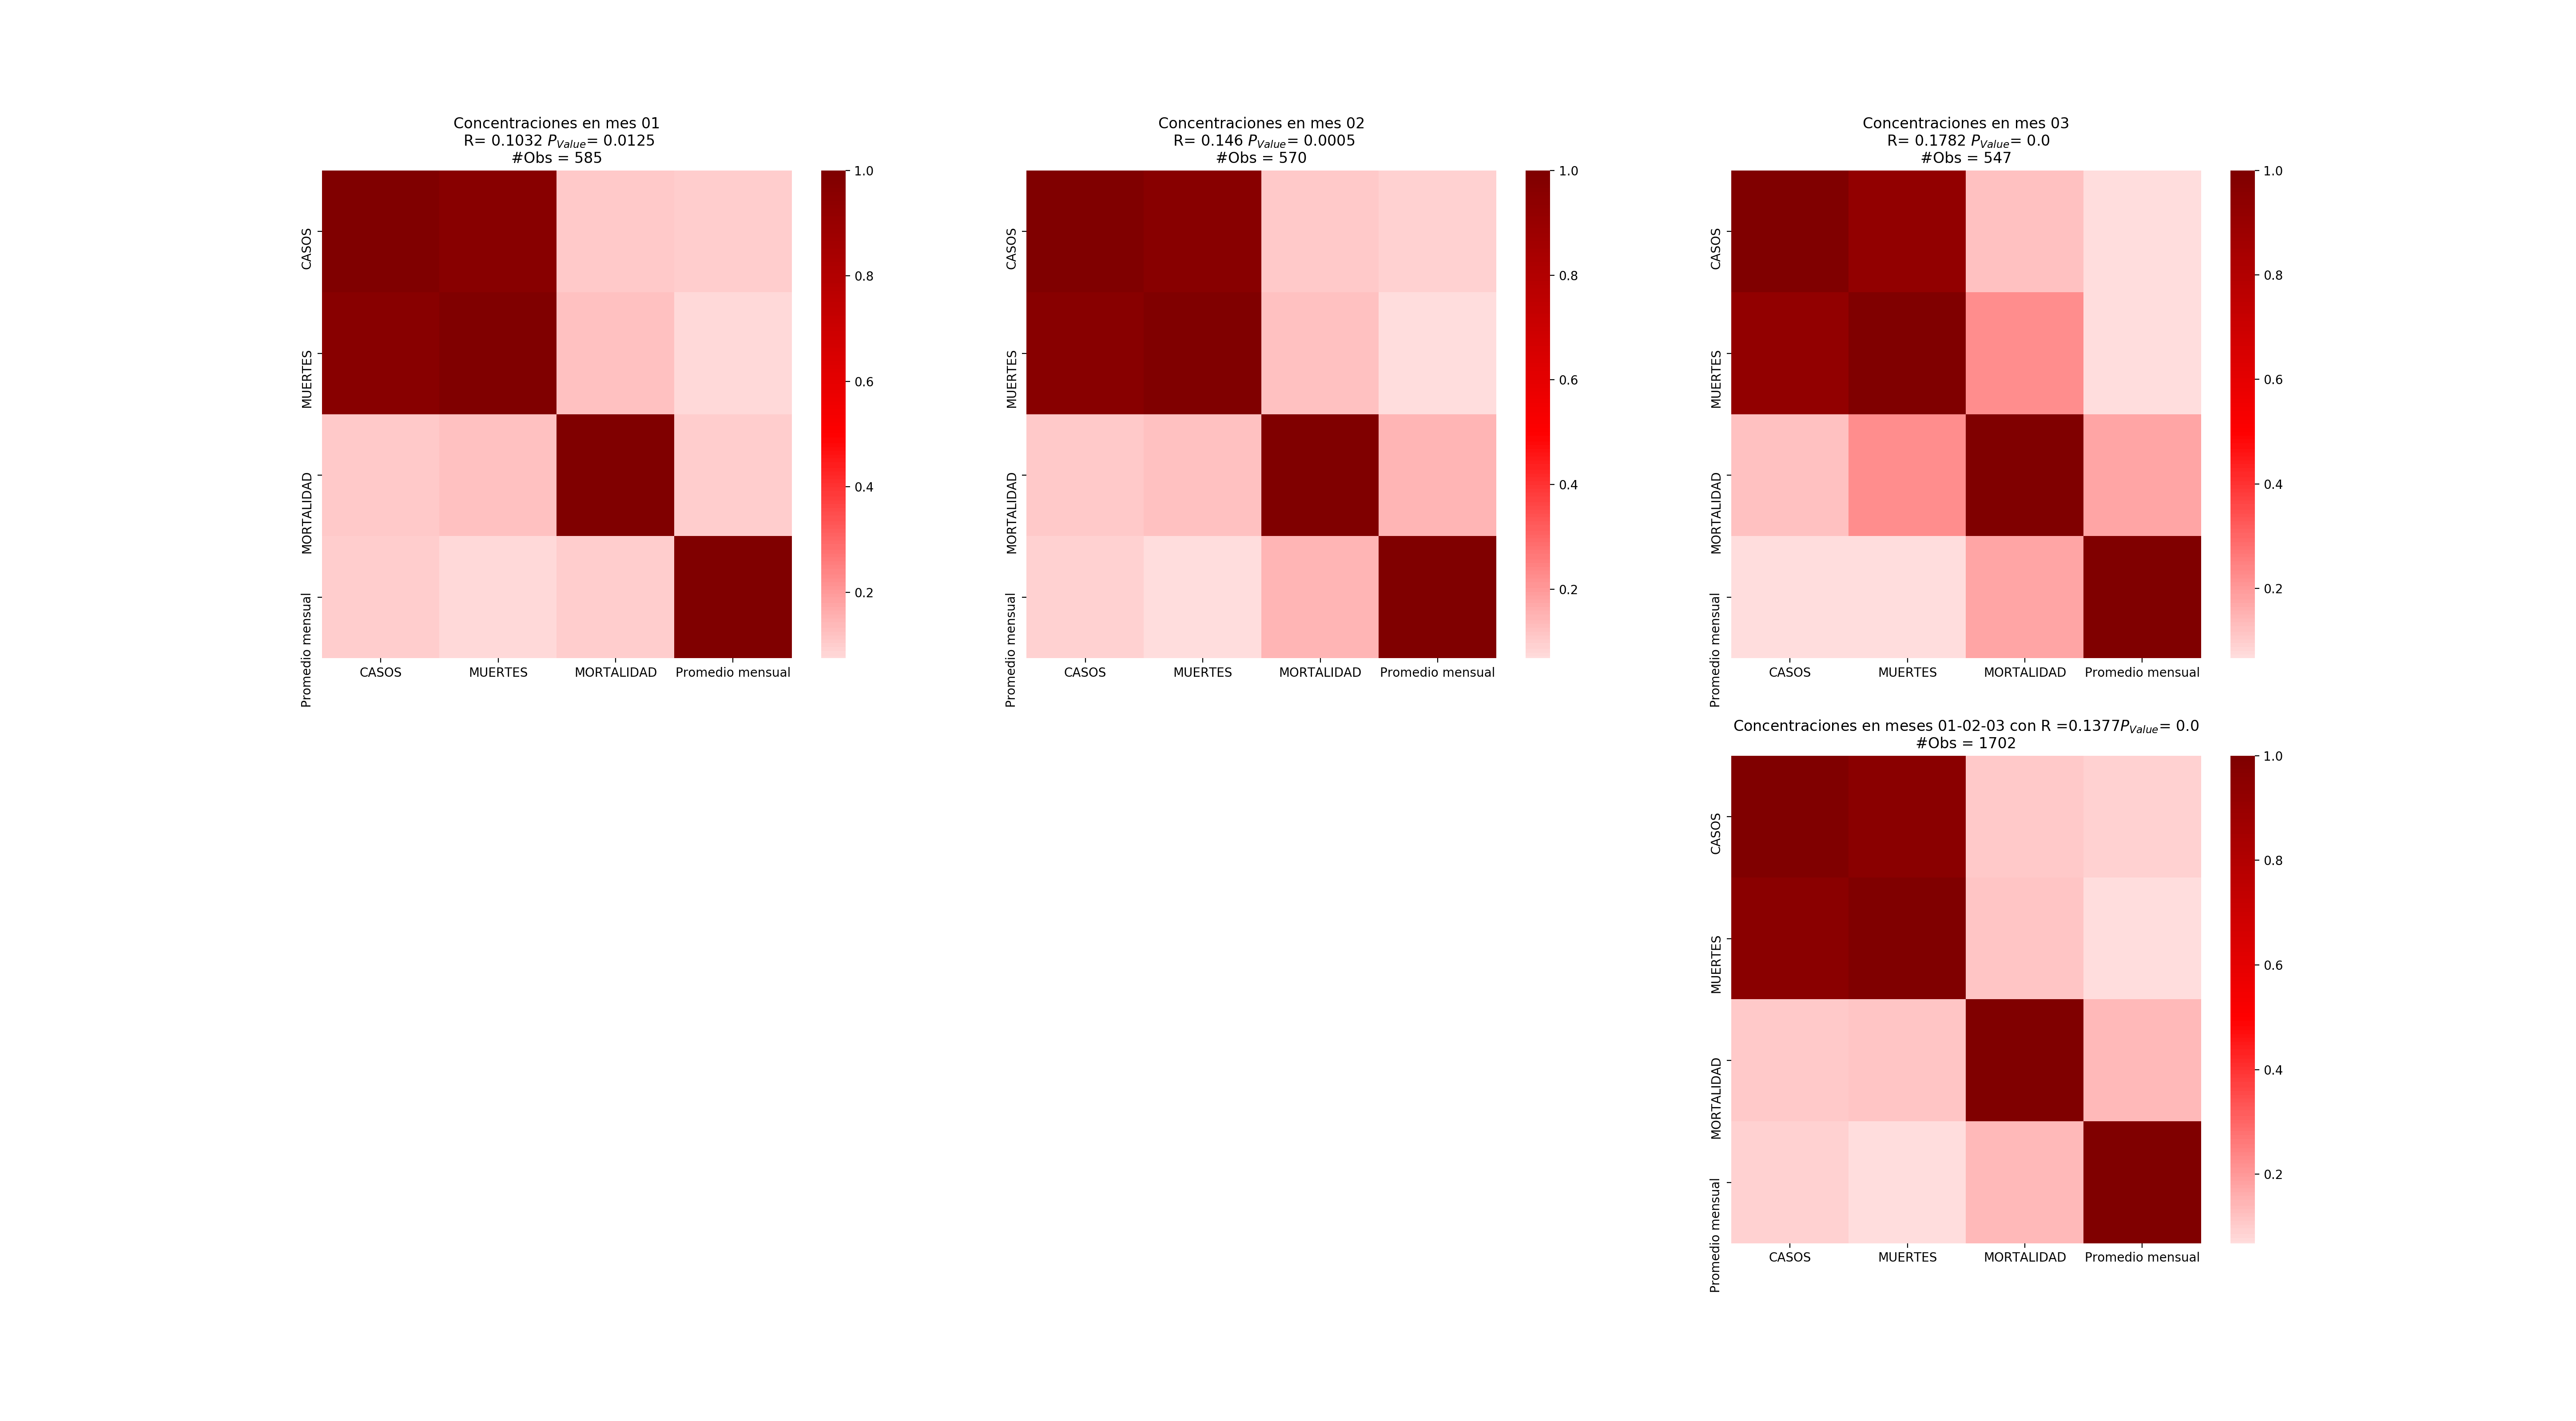 Concentraciones en mes 01
R= 0.1032 P_Value= 0.0125
#Obs = 585
CASOS
MUERTES
MORTALIDAD
Promedio mensual
CASOS MUERTES MORTALIDAD Promedio mensual
1.0
0.8
0.6
0.4
0.2
Concentraciones en mes 02
R= 0.146 P_Value= 0.0005
#Obs = 570
CASOS
MUERTES
MORTALIDAD
Promedio mensual
CASOS MUERTES MORTALIDAD Promedio mensual
1.0
0.8
0.6
0.4
0.2
Concentraciones en mes 03
R= 0.1782 P_Value= 0.0
#Obs = 547
CASOS
MUERTES
MORTALIDAD
Promedio mensual
CASOS MUERTES MORTALIDAD Promedio mensual
1.0
0.8
0.6
0.4
0.2
Concentraciones en meses 01-02-03 con R =0.1377P_Value= 0.0
#Obs = 1702
CASOS
MUERTES
MORTALIDAD
Promedio mensual
CASOS MUERTES MORTALIDAD Promedio mensual
1.0
0.8
0.6
0.4
0.2